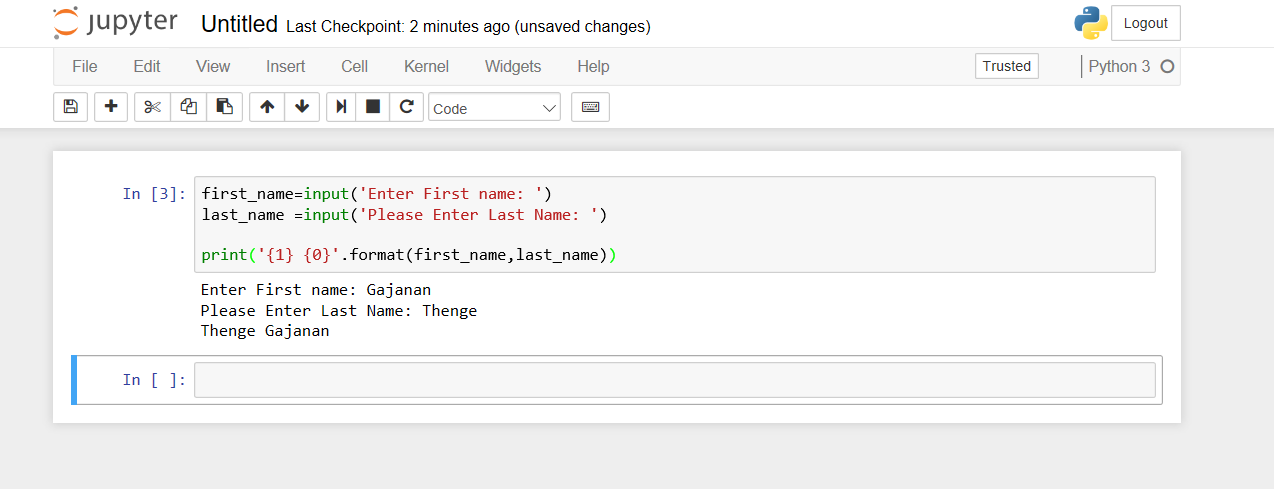 jupyter Untitled Last Checkpoint: 2 minutes ago (unsaved changes) Logout
File Edit View Insert Cell Kernel Widgets Help Trusted Python 3
Code
In [3]: first_name=input('Enter First name: ')
last_name =input('Please Enter Last Name: ')
print('{1} {0}'.format(first_name,last_name))
Enter First name: Gajanan
Please Enter Last Name: Thenge
Thenge Gajanan
In [ ]: